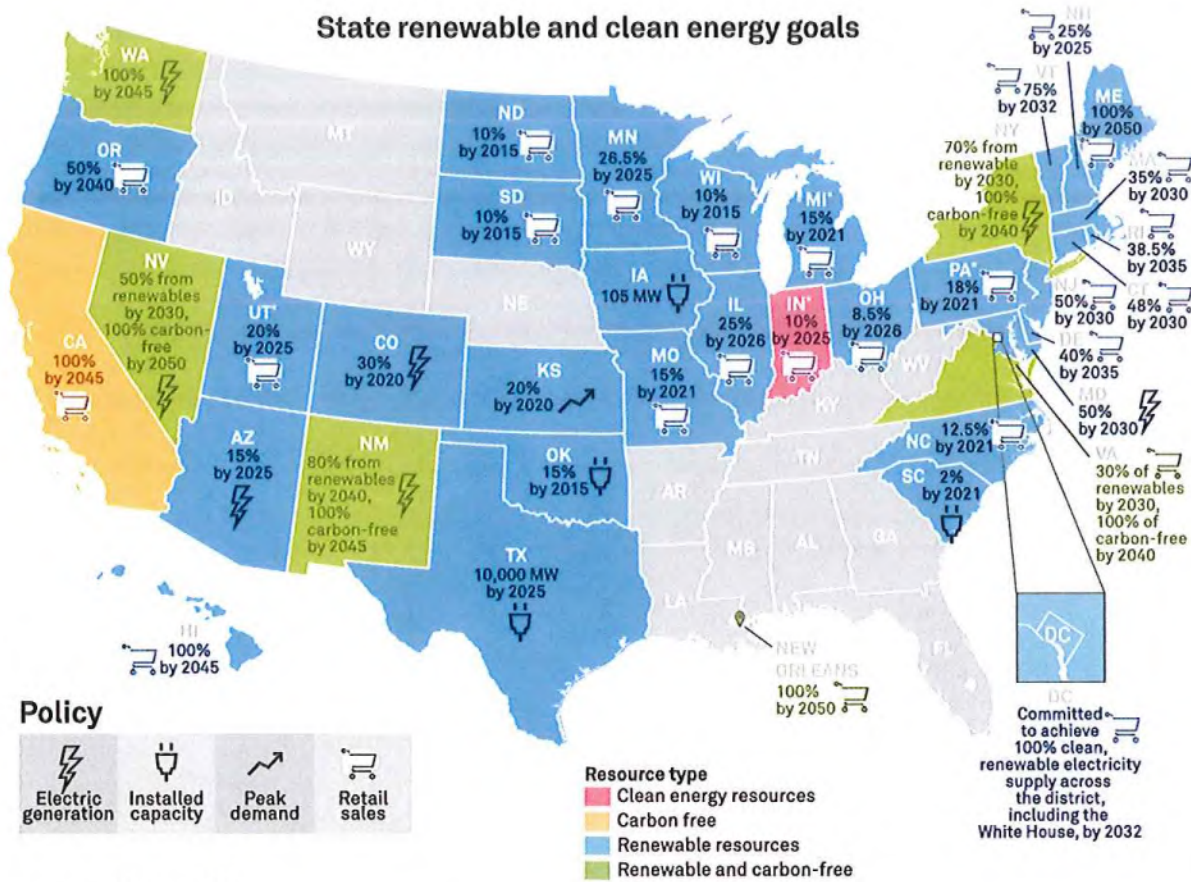 State renewable and clean energy goals
WA
100%
by 2045
OR
50%
by 2040
CA
100%
by 2045
NV
50% from
renewables
by 2030,
100% carbon-
free
by 2050
ID
MT
WY
UT*
20%
by 2025
AZ
15%
by 2025
CO
30%
by 2020
NM
80% from
renewables
by 2040,
100%
carbon-free
by 2045
ND
10%
by 2015
SD
10%
by 2015
NE
KS
20%
by 2020
OK
15%
by 2015
TX
10,000 MW
by 2025
MN
26.5%
by 2025
IA
105 MW
MO
15%
by 2021
AR
LA
WI
10%
by 2015
IL
25%
by 2026
MI*
15%
by 2021
IN*
10%
by 2025
OH
8.5%
by 2026
KY
TN
MS
AL
GA
FL
WV
PA*
18%
by 2021
NC
12.5%
by 2021
SC
2%
by 2021
NY
70% from
renewable
by 2030,
100%
carbon-free
by 2040
VT
75%
by 2032
NH
25%
by 2025
ME
100%
by 2050
MA
35%
by 2030
RI
38.5%
by 2035
CT
48%
by 2030
NJ
50%
by 2030
DE
40%
by 2035
MD
50%
by 2030
VA
30% of
renewables
by 2030,
100% of
carbon-free
by 2040
DC
DC
Committed
to achieve
100% clean,
renewable electricity
supply across
the district,
including the
White House, by 2032
NEW
ORLEANS
100%
by 2050
HI
100%
by 2045
Policy
Electric
generation
Installed
capacity
Peak
demand
Retail
sales
Resource type
Clean energy resources
Carbon free
Renewable resources
Renewable and carbon-free